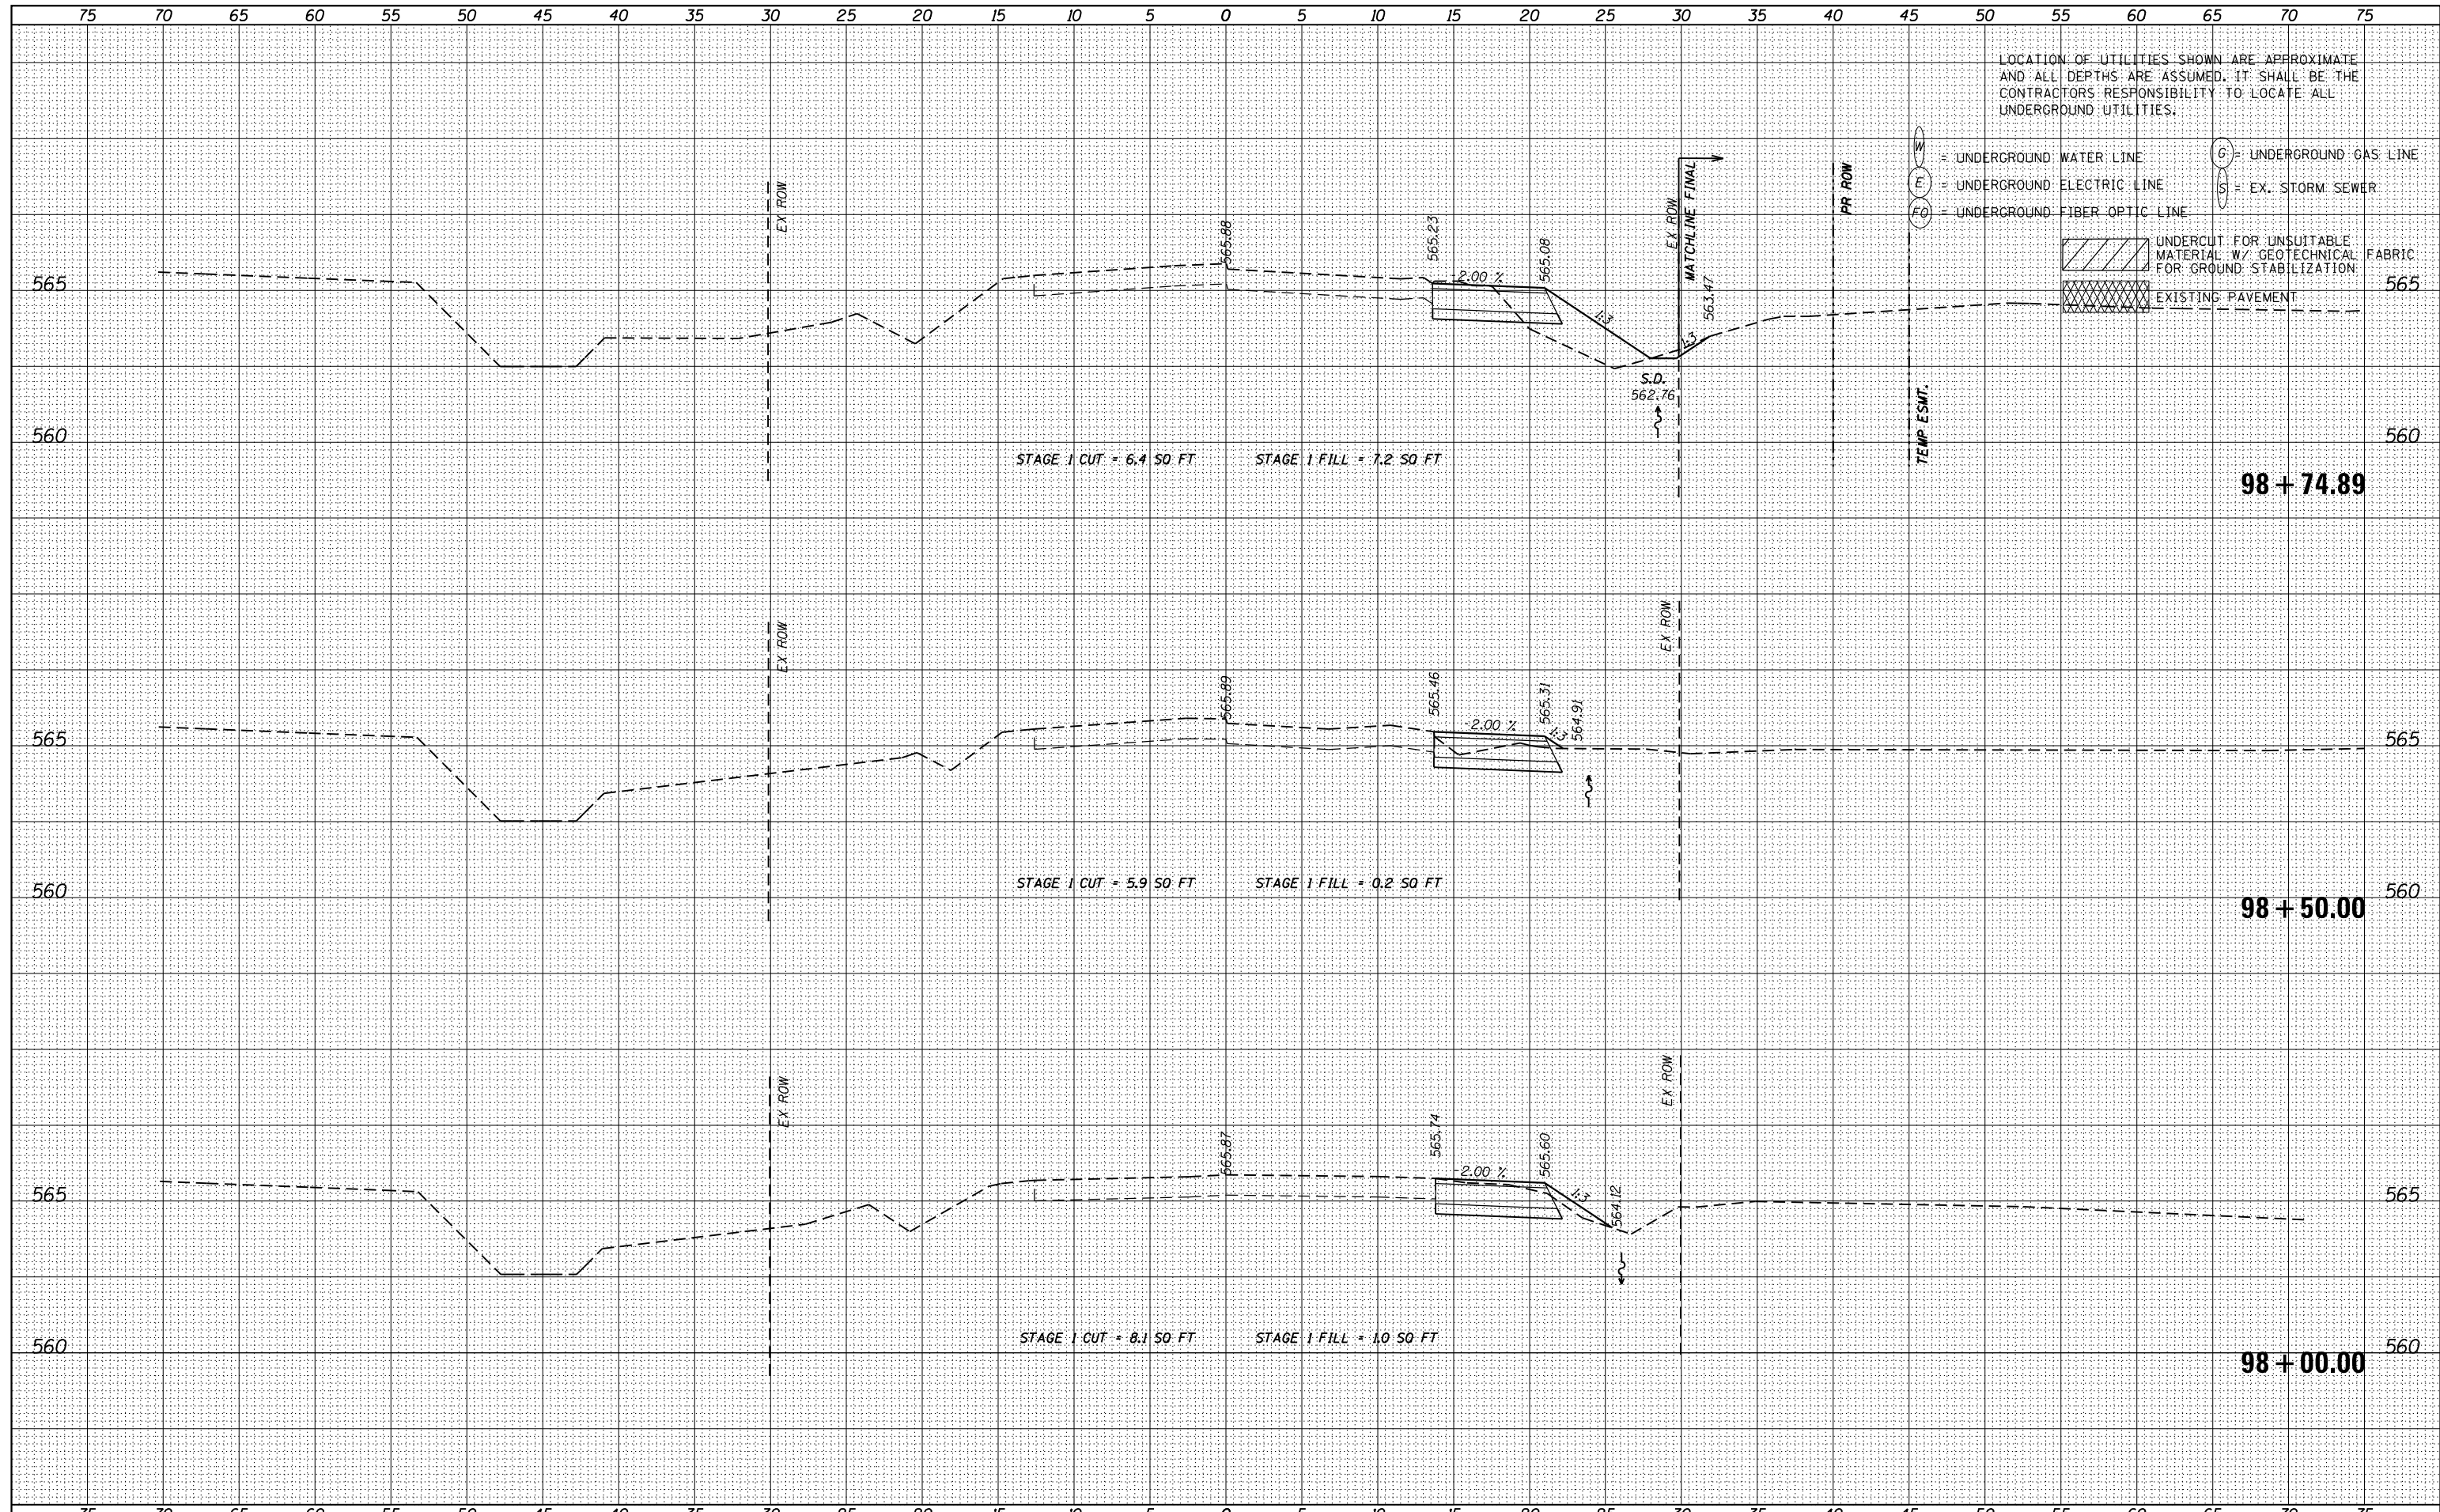 75 70 65 60 55 50 45 40 35 30 25 20 15 10 5 0 5 10 15 20 25 30 35 40 45 50 55 60 65 70 75
LOCATION OF UTILITIES SHOWN ARE APPROXIMATE
AND ALL DEPTHS ARE ASSUMED. IT SHALL BE THE
CONTRACTORS RESPONSIBILITY TO LOCATE ALL
UNDERGROUND UTILITIES.
W = UNDERGROUND WATER LINE
G = UNDERGROUND GAS LINE
E = UNDERGROUND ELECTRIC LINE
S = EX. STORM SEWER
FO = UNDERGROUND FIBER OPTIC LINE
UNDERCUT FOR UNSUITABLE
MATERIAL W/ GEOTECHNICAL FABRIC
FOR GROUND STABILIZATION
EXISTING PAVEMENT
EX ROW
565.88
565.23
-2.00 %
565.08
1:3
EX ROW
MATCHLINE FINAL
1:3
563.47
PR ROW
TEMP ESMT.
565
565
S.D.
562.76
560
560
STAGE 1 CUT = 6.4 SQ FT
STAGE 1 FILL = 7.2 SQ FT
98 + 74.89
EX ROW
565.89
565.46
-2.00 %
565.31
1:3
564.91
EX ROW
565
565
560
560
STAGE 1 CUT = 5.9 SQ FT
STAGE 1 FILL = 0.2 SQ FT
98 + 50.00
EX ROW
565.87
565.74
-2.00 %
565.60
1:3
564.12
EX ROW
565
565
STAGE 1 CUT = 8.1 SQ FT
STAGE 1 FILL = 1.0 SQ FT
560
560
98 + 00.00
75 70 65 60 55 50 45 40 35 30 25 20 15 10 5 0 5 10 15 20 25 30 35 40 45 50 55 60 65 70 75